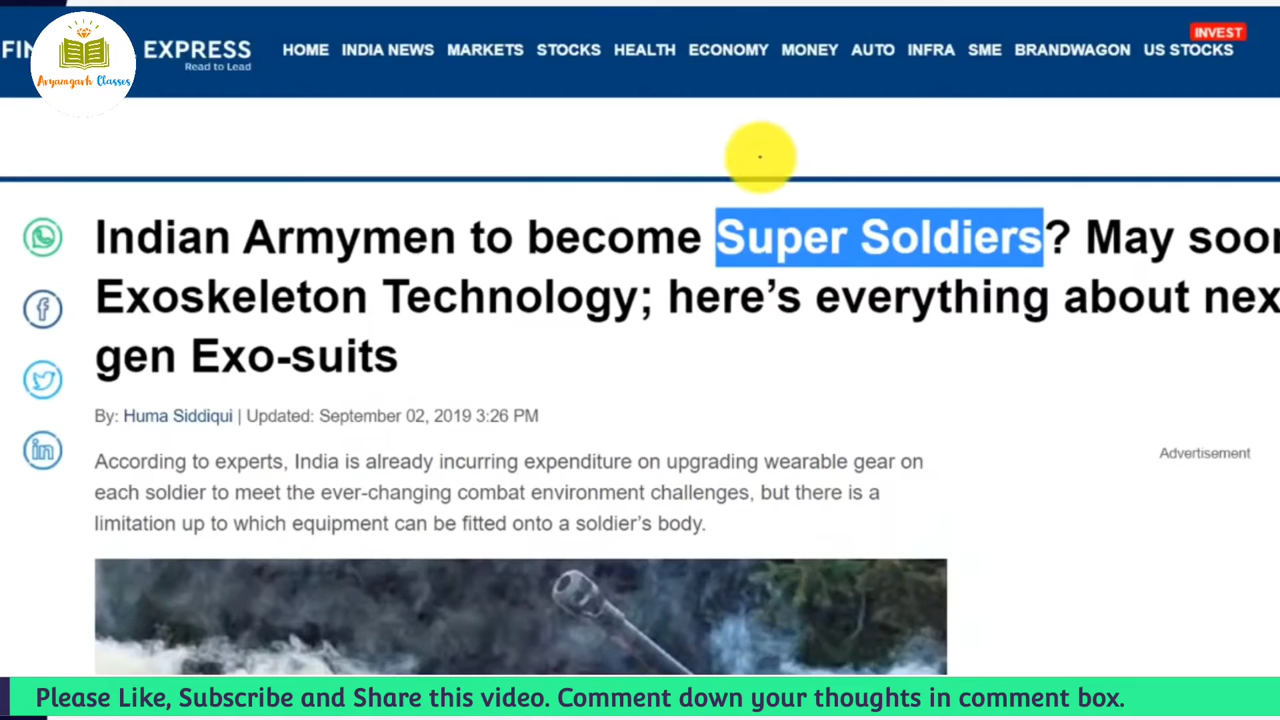 FIN EXPRESS
Read to Lead
Aryamgarh Classes
HOME INDIA NEWS MARKETS STOCKS HEALTH ECONOMY MONEY AUTO INFRA SME BRANDWAGON US STOCKS
INVEST
Indian Armymen to become Super Soldiers? May soon
Exoskeleton Technology; here's everything about nex
gen Exo-suits
By: Huma Siddiqui | Updated: September 02, 2019 3:26 PM
According to experts, India is already incurring expenditure on upgrading wearable gear on
each soldier to meet the ever-changing combat environment challenges, but there is a
limitation up to which equipment can be fitted onto a soldier's body.
Advertisement
Please Like, Subscribe and Share this video. Comment down your thoughts in comment box.